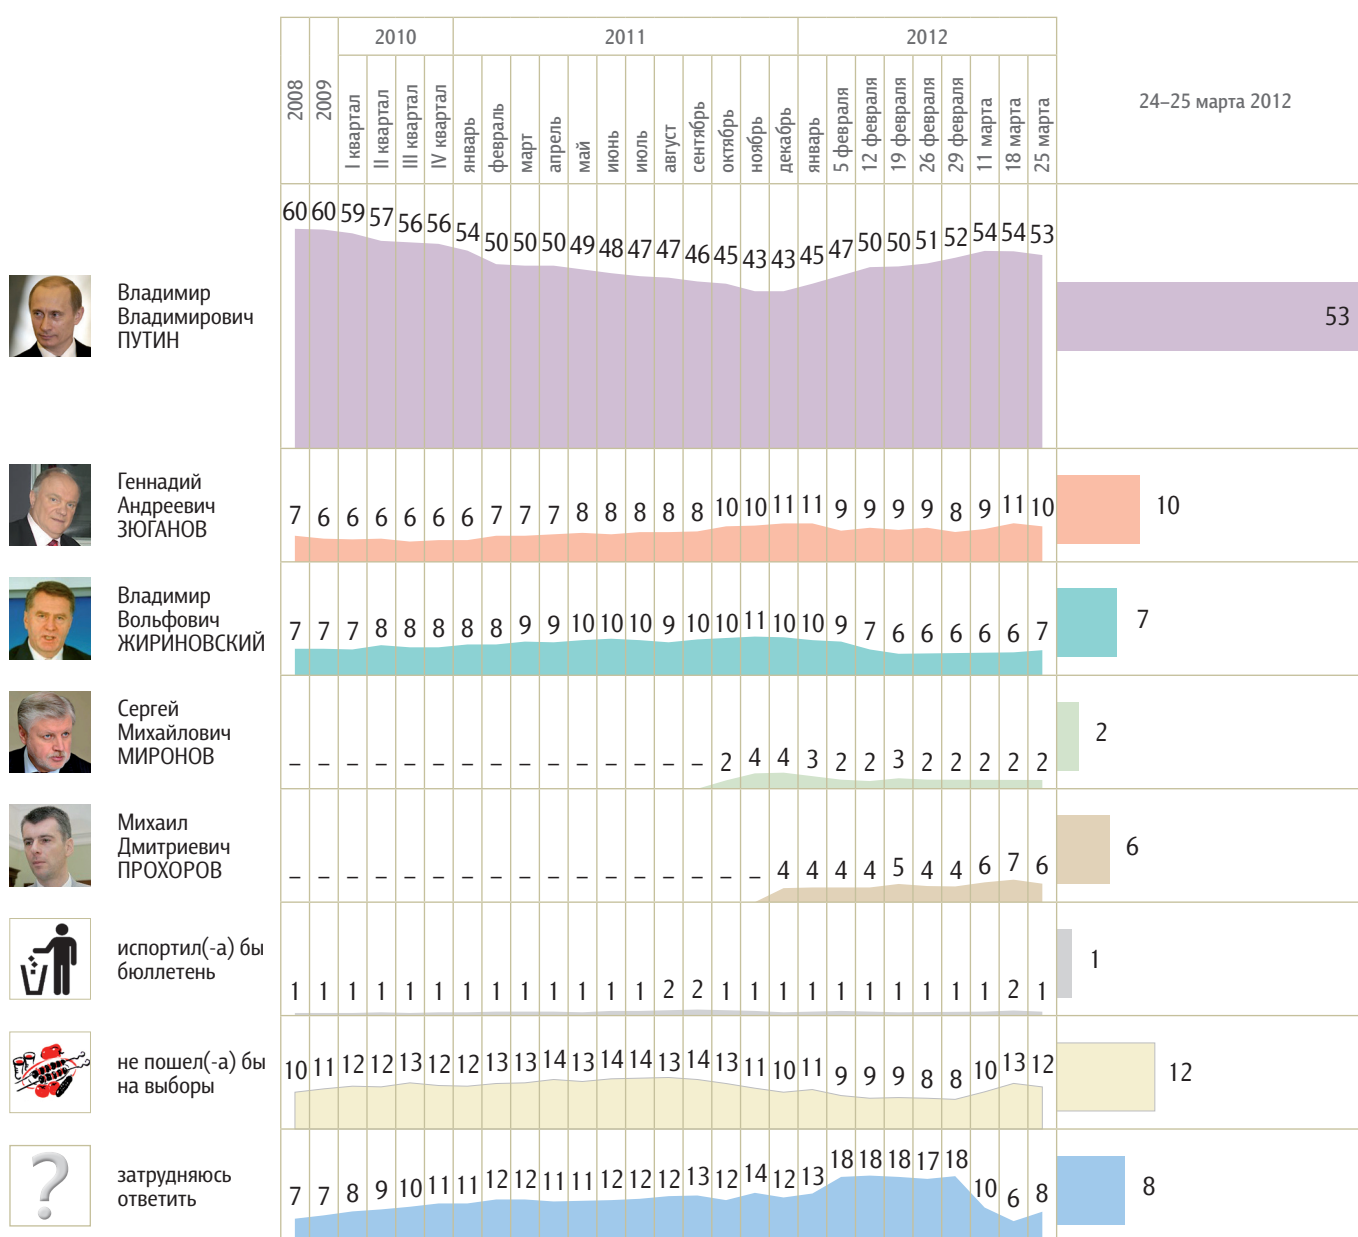 2010 2011 2012
2008 2009 I квартал II квартал III квартал IV квартал январь февраль март апрель май июнь июль август сентябрь октябрь ноябрь декабрь январь 5 февраля 12 февраля 19 февраля 26 февраля 29 февраля 11 марта 18 марта 25 марта
24–25 марта 2012
60 60 59 57 56 56 54 50 50 50 49 48 47 47 46 45 43 43 45 47 50 50 51 52 54 54 53
Владимир
Владимирович
ПУТИН
53
Геннадий
Андреевич
ЗЮГАНОВ
7 6 6 6 6 6 6 7 7 7 8 8 8 8 8 10 10 11 11 9 9 9 9 8 9 11 10
10
Владимир
Вольфович
ЖИРИНОВСКИЙ
7 7 7 8 8 8 8 8 9 9 10 10 10 9 10 10 11 10 10 9 7 6 6 6 6 6 7
7
Сергей
Михайлович
МИРОНОВ
– – – – – – – – – – – – – – – 2 4 4 3 2 2 3 2 2 2 2 2
2
Михаил
Дмитриевич
ПРОХОРОВ
– – – – – – – – – – – – – – – – – 4 4 4 4 5 4 4 6 7 6
6
испортил(-а) бы
бюллетень
1 1 1 1 1 1 1 1 1 1 1 1 1 2 2 1 1 1 1 1 1 1 1 1 1 2 1
1
не пошел(-а) бы
на выборы
10 11 12 12 13 12 12 13 13 14 13 14 14 13 14 13 11 10 11 9 9 9 8 8 10 13 12
12
затрудняюсь
ответить
7 7 8 9 10 11 11 12 12 11 11 12 12 12 13 12 14 12 13 18 18 18 17 18 10 6 8
8